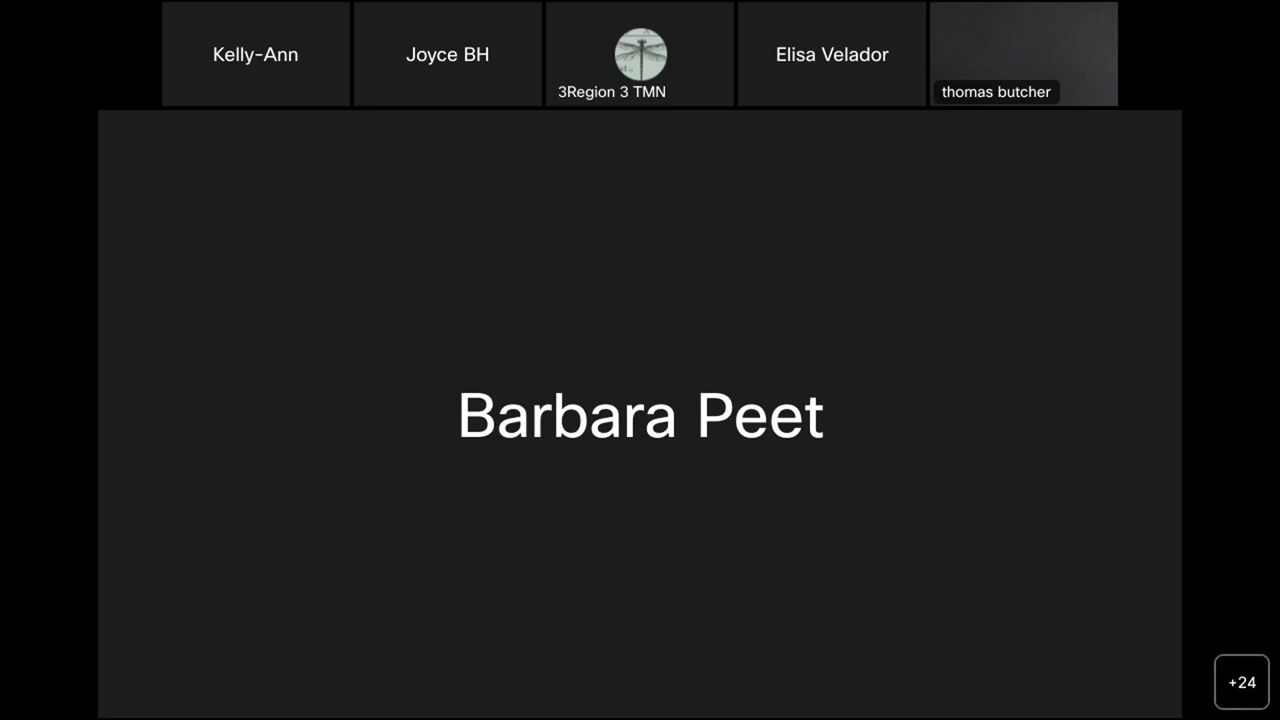 Kelly-Ann
Joyce BH
3Region 3 TMN
Elisa Velador
thomas butcher
Barbara Peet
+24